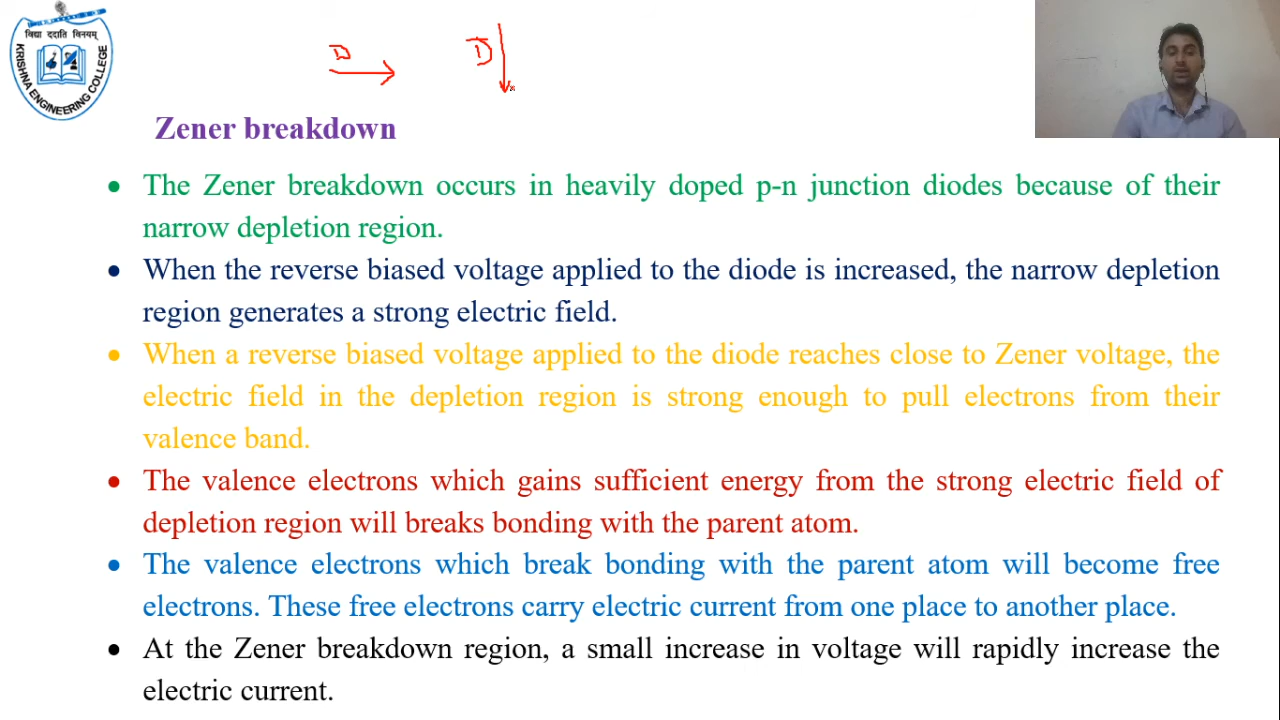 विद्या ददाति विनयम्
KRISHNA ENGINEERING COLLEGE
D
D
Zener breakdown
• The Zener breakdown occurs in heavily doped p-n junction diodes because of their
narrow depletion region.
• When the reverse biased voltage applied to the diode is increased, the narrow depletion
region generates a strong electric field.
• When a reverse biased voltage applied to the diode reaches close to Zener voltage, the
electric field in the depletion region is strong enough to pull electrons from their
valence band.
• The valence electrons which gains sufficient energy from the strong electric field of
depletion region will breaks bonding with the parent atom.
• The valence electrons which break bonding with the parent atom will become free
electrons. These free electrons carry electric current from one place to another place.
• At the Zener breakdown region, a small increase in voltage will rapidly increase the
electric current.